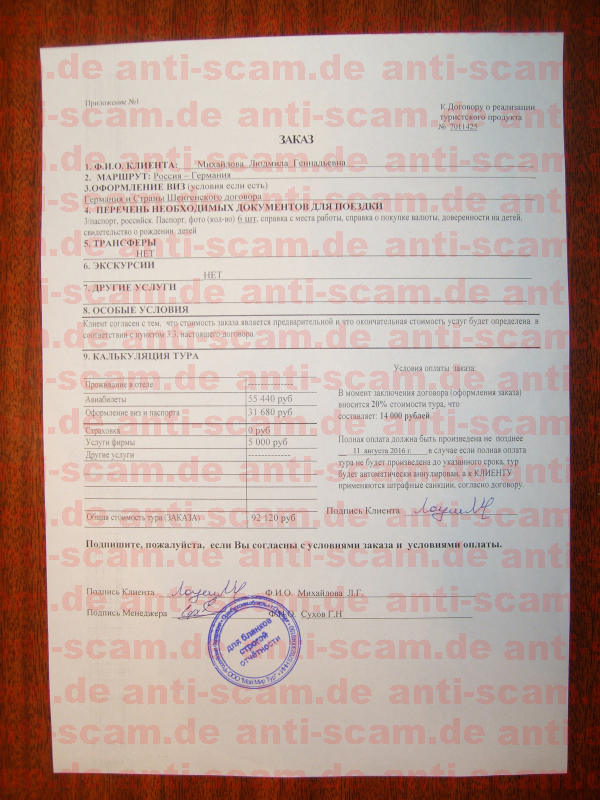 Приложение №1
К Договору о реализации
туристского продукта
№ 7011425
ЗАКАЗ
1. Ф.И.О. КЛИЕНТА: Михайлова Людмила Геннадьевна
2. МАРШРУТ: Россия – Германия
3.ОФОРМЛЕНИЕ ВИЗ (условия если есть)
Германия и Страны Шенгенского договора
4. ПЕРЕЧЕНЬ НЕОБХОДИМЫХ ДОКУМЕНТОВ ДЛЯ ПОЕЗДКИ
З/паспорт, российск. Паспорт, фото (кол-во) 6 шт, справка с места работы, справка о покупке валюты, доверенности на детей,
свидетельство о рождении детей
5. ТРАНСФЕРЫ
НЕТ
6. ЭКСКУРСИИ
НЕТ
7. ДРУГИЕ УСЛУГИ
8. ОСОБЫЕ УСЛОВИЯ
Клиент согласен с тем, что стоимость заказа является предварительной и что окончательная стоимость услуг будет определена в
соответствии с пунктом 3.3. настоящего договора.
9. КАЛЬКУЛЯЦИЯ ТУРА
Проживание в отеле --------------
Авиабилеты 55 440 руб
Оформление виз и паспорта 31 680 руб
Страховка 0 руб
Услуги фирмы 5 000 руб
Другие услуги -------------
Общая стоимость тура (ЗАКАЗА) 92 120 руб
Условия оплаты заказа:
В момент заключения договора (оформления заказа)
вносится 20% стоимости тура, что
составляет: 14 000 рублей
Полная оплата должна быть произведена не позднее
11 августа 2016 г. в случае если полная оплата
тура не будет произведена до указанного срока, тур
будет автоматически аннулирован, а к КЛИЕНТУ
применяются штрафные санкции, согласно договору.
Подпись Клиента
Подпишите, пожалуйста, если Вы согласны с условиями заказа и условиями оплаты.
Подпись Клиента Ф.И.О. Михайлова Л.Г.
Подпись Менеджера Ф.И.О. Сухов Г.Н
для бланков
строгой
отчётности
ООО "Мой Мир Тур"
anti-scam.de